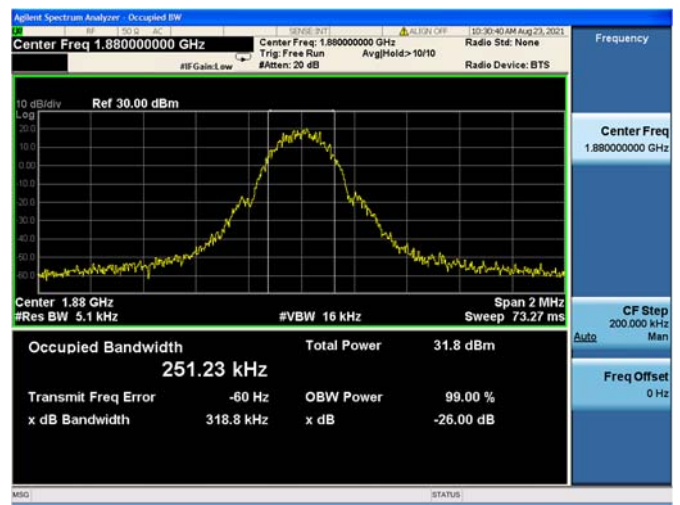 Agilent Spectrum Analyzer - Occupied BW
RF 50 Ω AC SENSE:INT ALIGN OFF 10:30:40 AM Aug 23, 2021
Center Freq 1.880000000 GHz
Center Freq: 1.880000000 GHz
Radio Std: None
Trig: Free Run Avg|Hold:>10/10
#IFGain:Low #Atten: 20 dB Radio Device: BTS
Frequency
10 dB/div Ref 30.00 dBm
Log
20.0
10.0
0.00
-10.0
-20.0
-30.0
-40.0
-50.0
-60.0
Center 1.88 GHz Span 2 MHz
#Res BW 5.1 kHz #VBW 16 kHz Sweep 73.27 ms
Occupied Bandwidth Total Power 31.8 dBm
251.23 kHz
Transmit Freq Error -60 Hz OBW Power 99.00 %
x dB Bandwidth 318.8 kHz x dB -26.00 dB
Center Freq
1.880000000 GHz
CF Step
200.000 kHz
Auto Man
Freq Offset
0 Hz
MSG STATUS